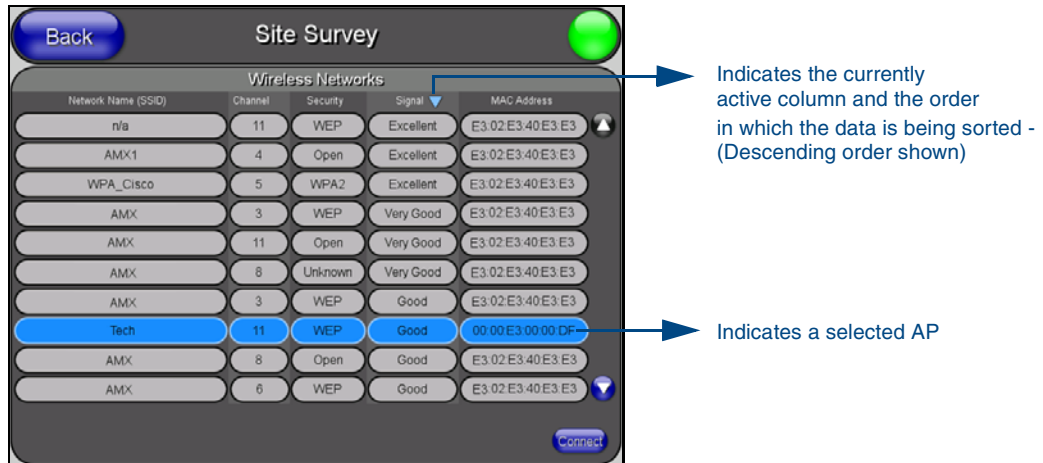 Back
Site Survey
Wireless Networks
Network Name (SSID) Channel Security Signal MAC Address
n/a 11 WEP Excellent E3:02:E3:40:E3:E3
AMX1 4 Open Excellent E3:02:E3:40:E3:E3
WPA_Cisco 5 WPA2 Excellent E3:02:E3:40:E3:E3
AMX 3 WEP Very Good E3:02:E3:40:E3:E3
AMX 11 Open Very Good E3:02:E3:40:E3:E3
AMX 8 Unknown Very Good E3:02:E3:40:E3:E3
AMX 3 WEP Good E3:02:E3:40:E3:E3
Tech 11 WEP Good 00:00:E3:00:00:DF
AMX 8 Open Good E3:02:E3:40:E3:E3
AMX 6 WEP Good E3:02:E3:40:E3:E3
Connect
Indicates the currently
active column and the order
in which the data is being sorted -
(Descending order shown)
Indicates a selected AP